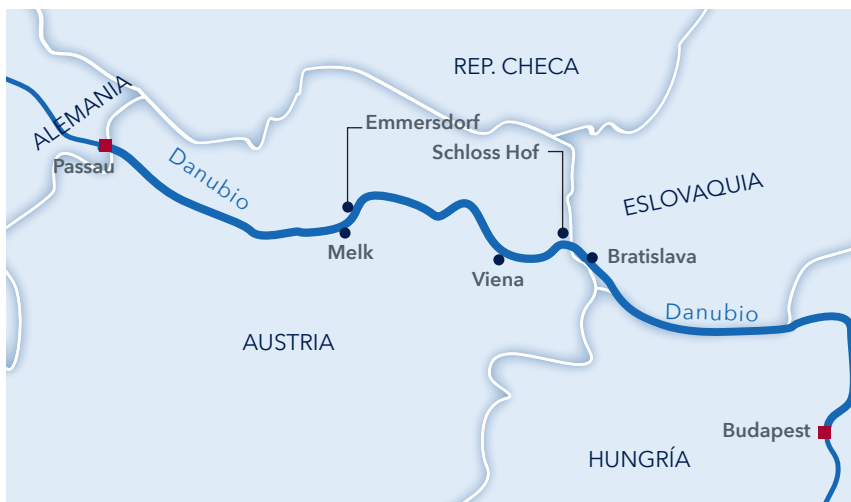 REP. CHECA
ALEMANIA
Emmersdorf
Schloss Hof
Passau
Danubio
ESLOVAQUIA
Melk
Viena
Bratislava
Danubio
AUSTRIA
Budapest
HUNGRÍA